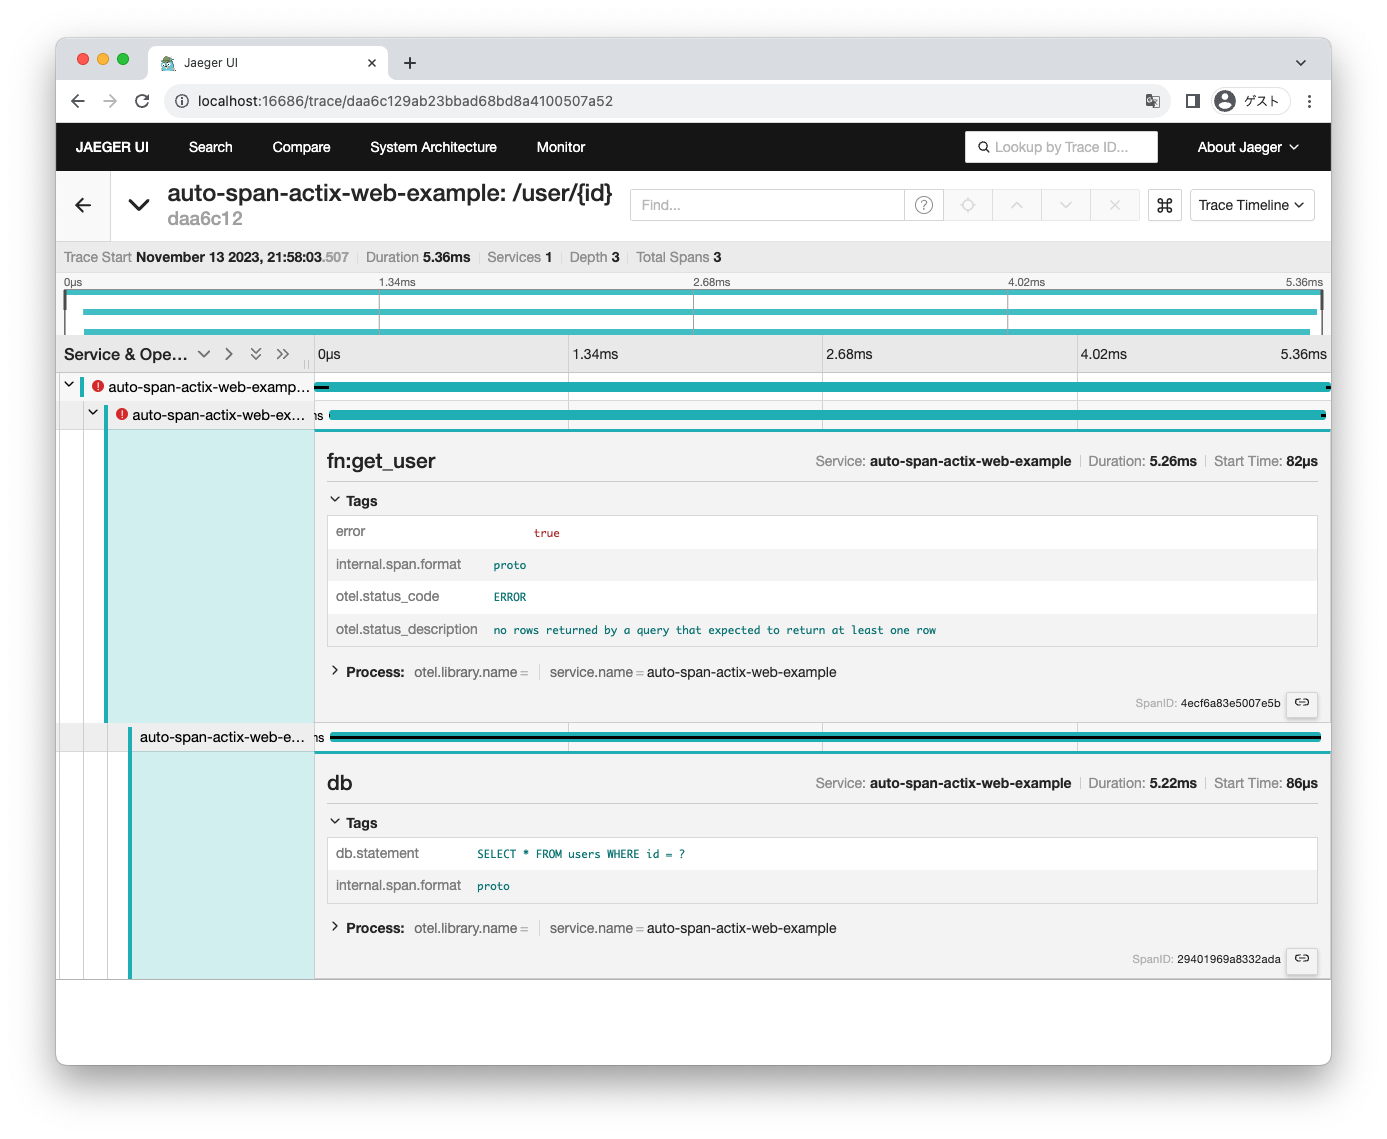 Jaeger UI
localhost:16686/trace/daa6c129ab23bbad68bd8a4100507a52
ゲスト
JAEGER UI Search Compare System Architecture Monitor Lookup by Trace ID... About Jaeger
auto-span-actix-web-example: /user/{id}
daa6c12
Find...
Trace Timeline
Trace Start November 13 2023, 21:58:03.507 Duration 5.36ms Services 1 Depth 3 Total Spans 3
0μs 1.34ms 2.68ms 4.02ms 5.36ms
Service & Ope... 0μs 1.34ms 2.68ms 4.02ms 5.36ms
auto-span-actix-web-examp...
auto-span-actix-web-ex... ns
fn:get_user Service: auto-span-actix-web-example Duration: 5.26ms Start Time: 82μs
Tags
error true
internal.span.format proto
otel.status_code ERROR
otel.status_description no rows returned by a query that expected to return at least one row
Process: otel.library.name = service.name = auto-span-actix-web-example
SpanID: 4ecf6a83e5007e5b
auto-span-actix-web-e... ns
db Service: auto-span-actix-web-example Duration: 5.22ms Start Time: 86μs
Tags
db.statement SELECT * FROM users WHERE id = ?
internal.span.format proto
Process: otel.library.name = service.name = auto-span-actix-web-example
SpanID: 29401969a8332ada